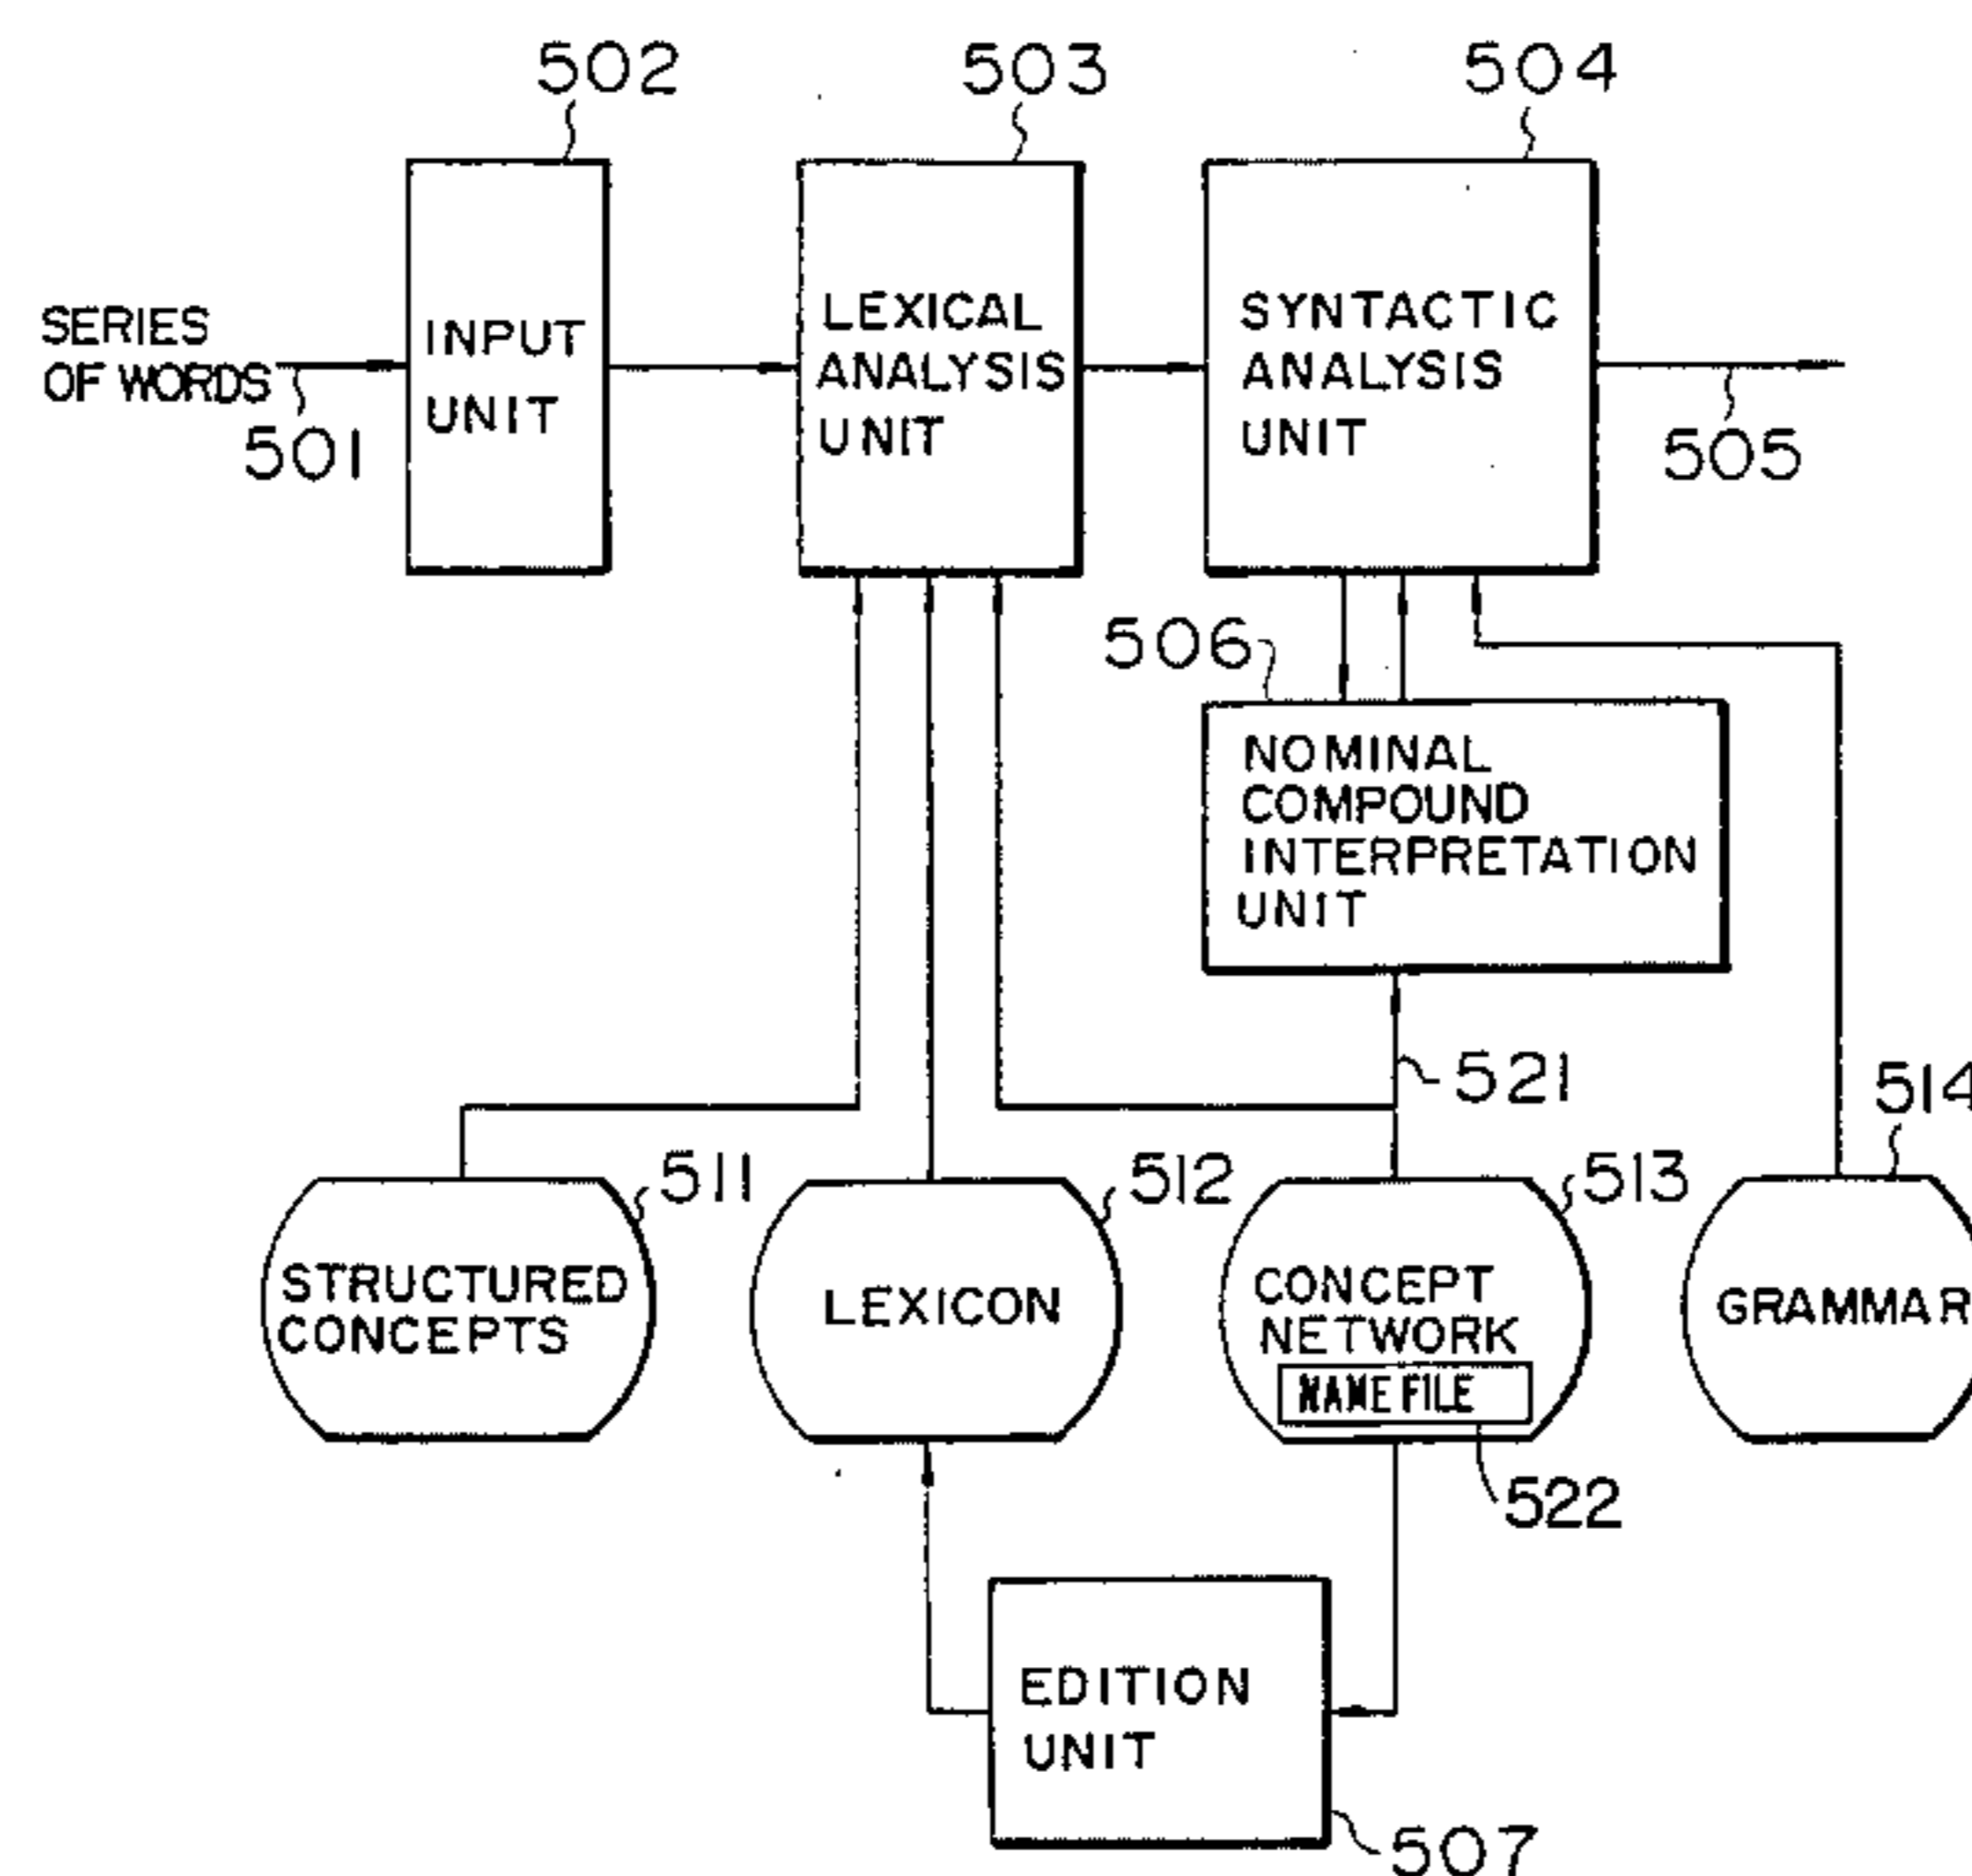 502
503
504
SERIES
OF WORDS
501
INPUT
UNIT
LEXICAL
ANALYSIS
UNIT
SYNTACTIC
ANALYSIS
UNIT
505
506
NOMINAL
COMPOUND
INTERPRETATION
UNIT
521
514
511
512
513
STRUCTURED
CONCEPTS
LEXICON
CONCEPT
NETWORK
NAME FILE
GRAMMAR
522
EDITION
UNIT
507